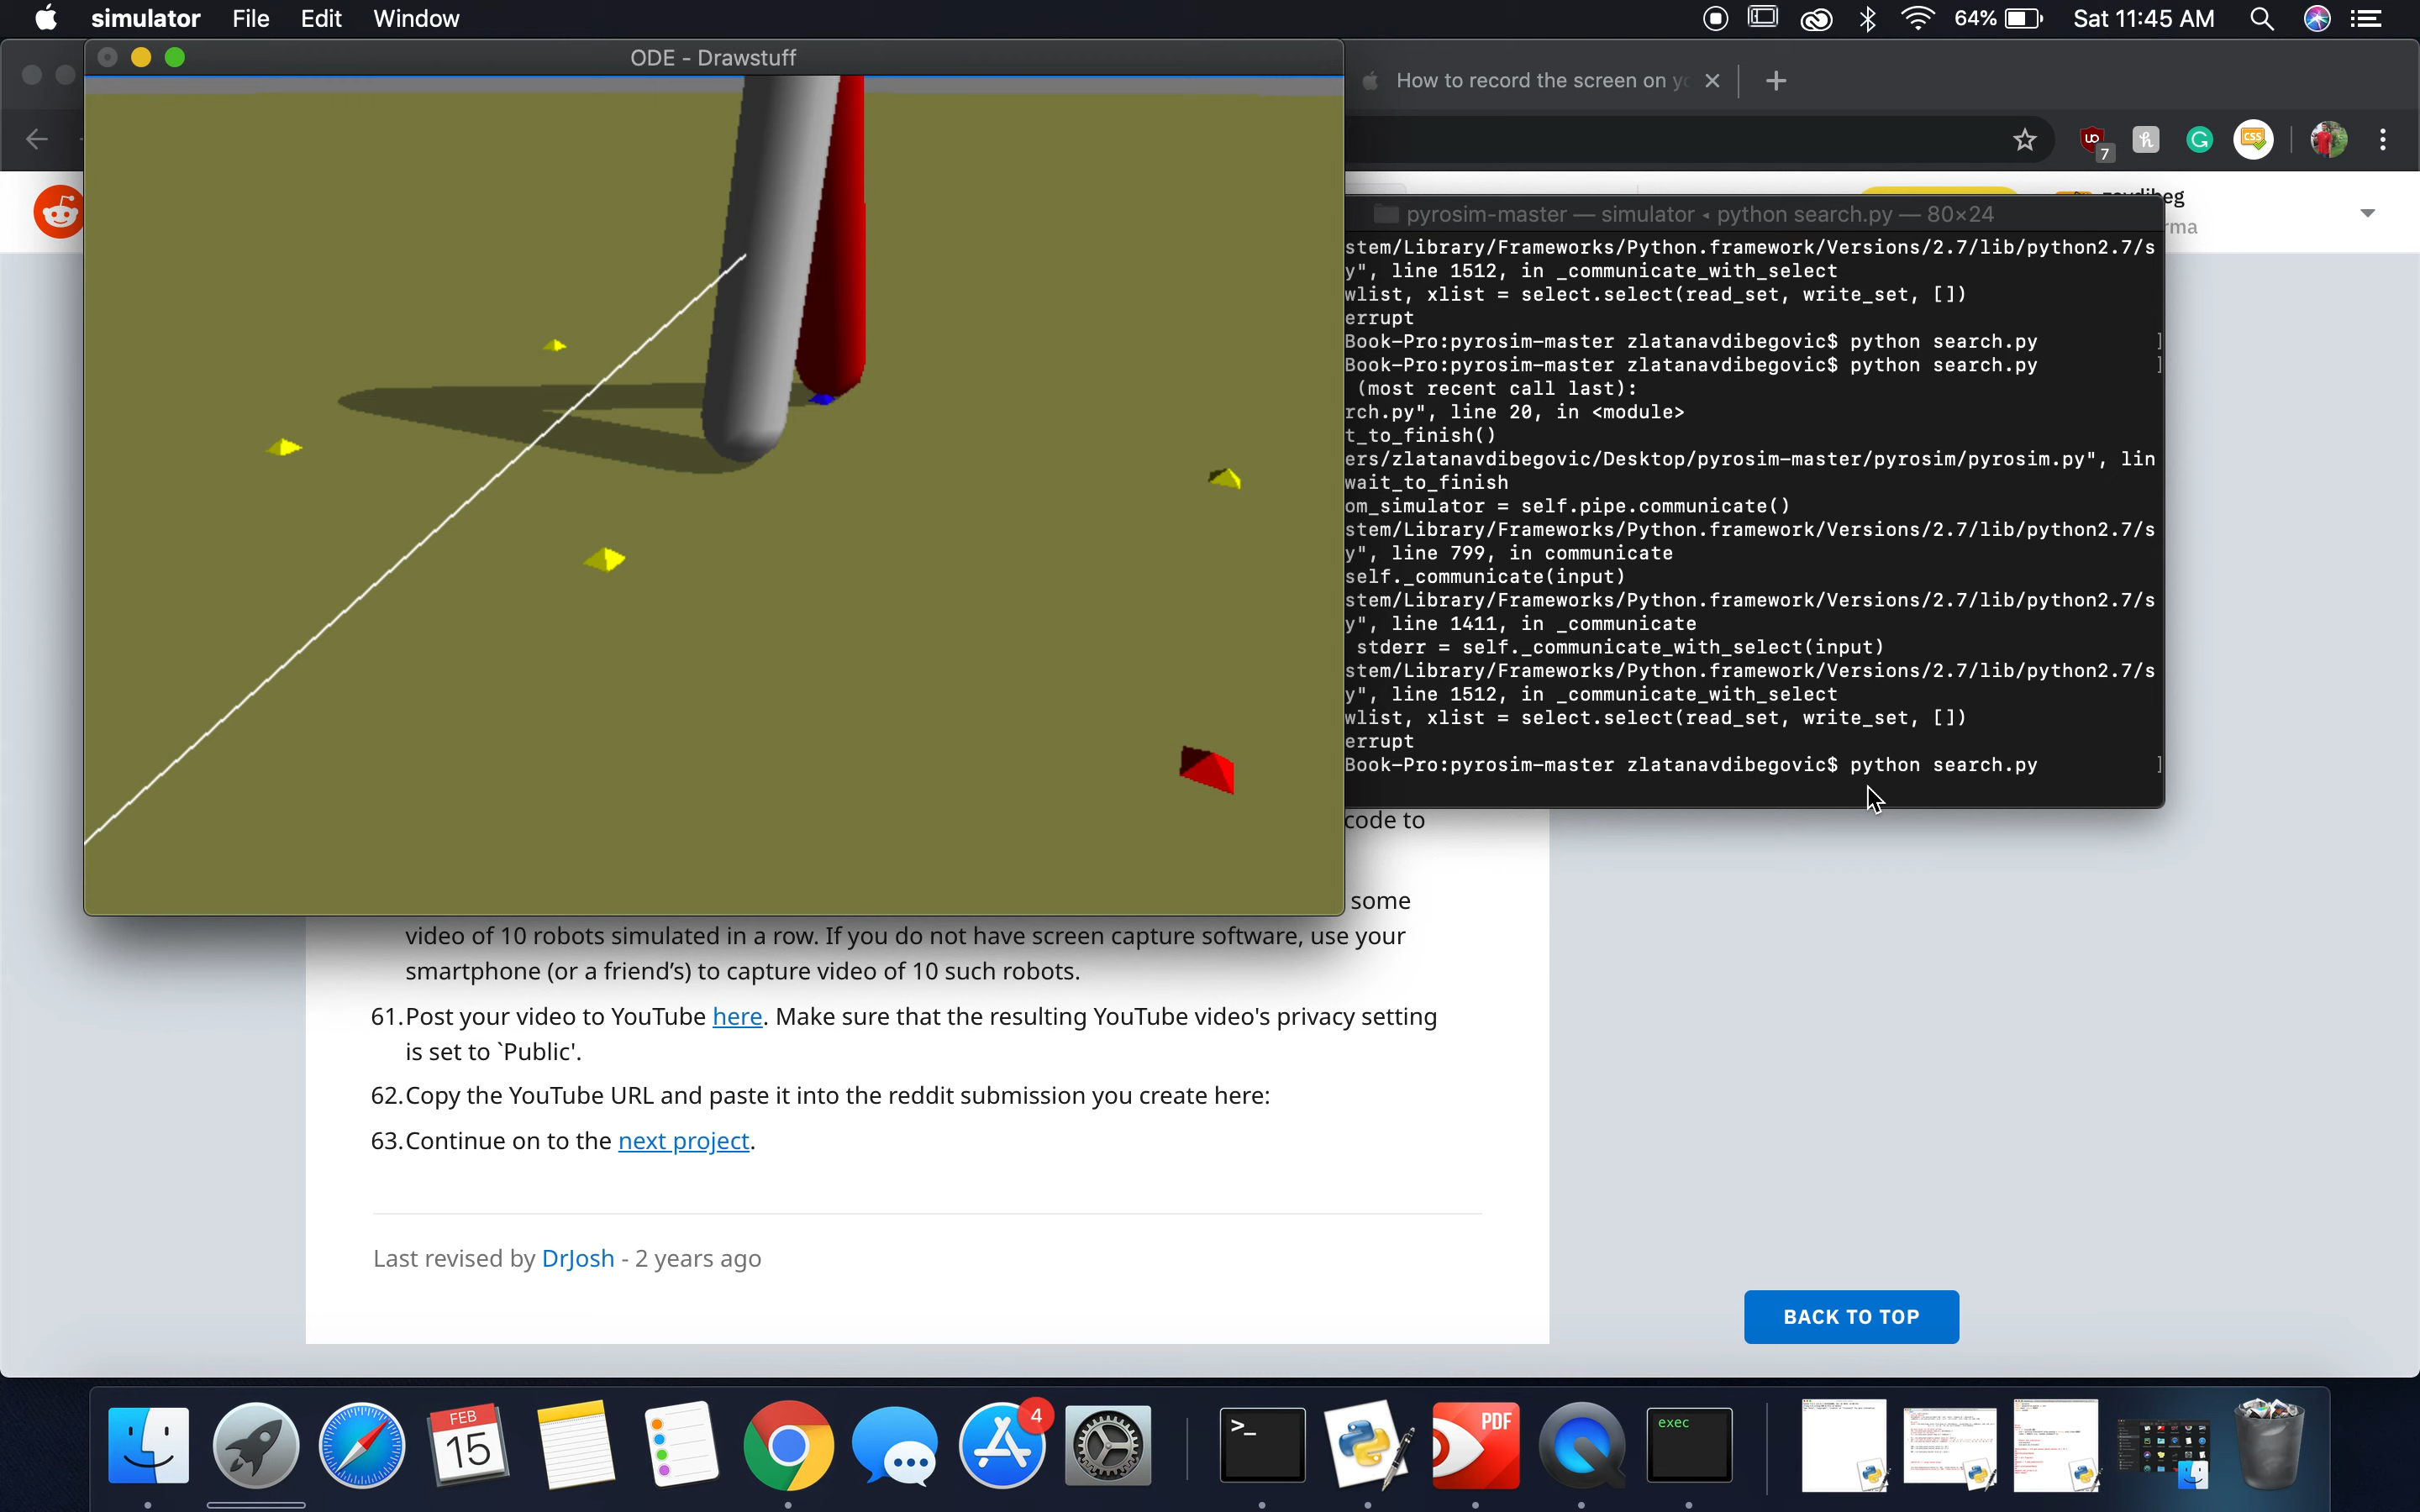 simulator File Edit Window
64% Sat 11:45 AM
ODE - Drawstuff
How to record the screen on yo
7
CSS
pyrosim-master — simulator ◂ python search.py — 80×24
stem/Library/Frameworks/Python.framework/Versions/2.7/lib/python2.7/s
y", line 1512, in _communicate_with_select
wlist, xlist = select.select(read_set, write_set, [])
errupt
Book-Pro:pyrosim-master zlatanavdibegovic$ python search.py ]
Book-Pro:pyrosim-master zlatanavdibegovic$ python search.py ]
(most recent call last):
rch.py", line 20, in <module>
t_to_finish()
ers/zlatanavdibegovic/Desktop/pyrosim-master/pyrosim/pyrosim.py", lin
wait_to_finish
om_simulator = self.pipe.communicate()
stem/Library/Frameworks/Python.framework/Versions/2.7/lib/python2.7/s
y", line 799, in communicate
self._communicate(input)
stem/Library/Frameworks/Python.framework/Versions/2.7/lib/python2.7/s
y", line 1411, in _communicate
stderr = self._communicate_with_select(input)
stem/Library/Frameworks/Python.framework/Versions/2.7/lib/python2.7/s
y", line 1512, in _communicate_with_select
wlist, xlist = select.select(read_set, write_set, [])
errupt
Book-Pro:pyrosim-master zlatanavdibegovic$ python search.py ]
rma
code to
some
video of 10 robots simulated in a row. If you do not have screen capture software, use your
smartphone (or a friend's) to capture video of 10 such robots.
61. Post your video to YouTube here. Make sure that the resulting YouTube video's privacy setting
is set to `Public'.
62. Copy the YouTube URL and paste it into the reddit submission you create here:
63. Continue on to the next project.
Last revised by DrJosh - 2 years ago
BACK TO TOP
FEB
15
4
>_
PDF
exec